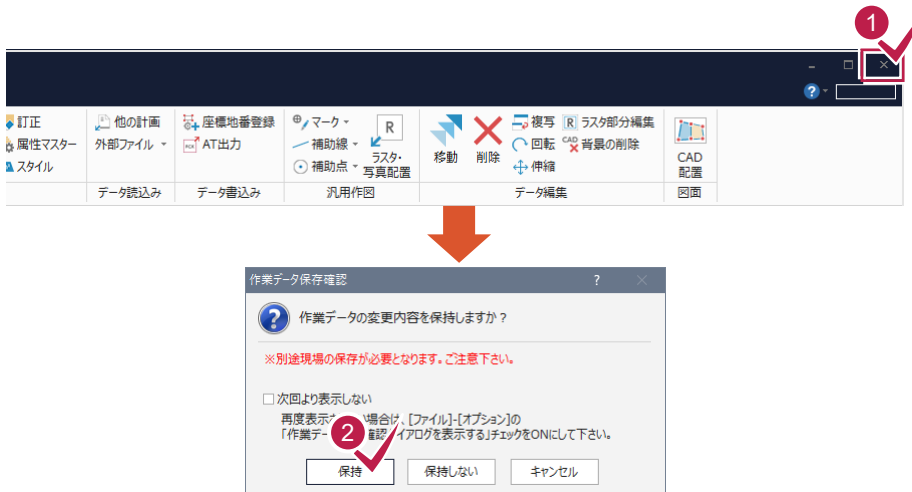 1
訂正
属性マスター
スタイル
他の計画
外部ファイル
データ読込み
座標地番登録
AT出力
データ書込み
マーク
補助線
補助点
R
ラスタ・
写真配置
汎用作図
移動
削除
複写
回転
伸縮
R ラスタ部分編集
CAD 背景の削除
データ編集
CAD
配置
図面
作業データ保存確認
?
作業データの変更内容を保持しますか?
※別途現場の保存が必要となります。ご注意下さい。
次回より表示しない
再度表示 場合は、[ファイル]-[オプション]の
「作業デー 確認 イアログを表示する」チェックをONにして下さい。
2
保持
保持しない
キャンセル